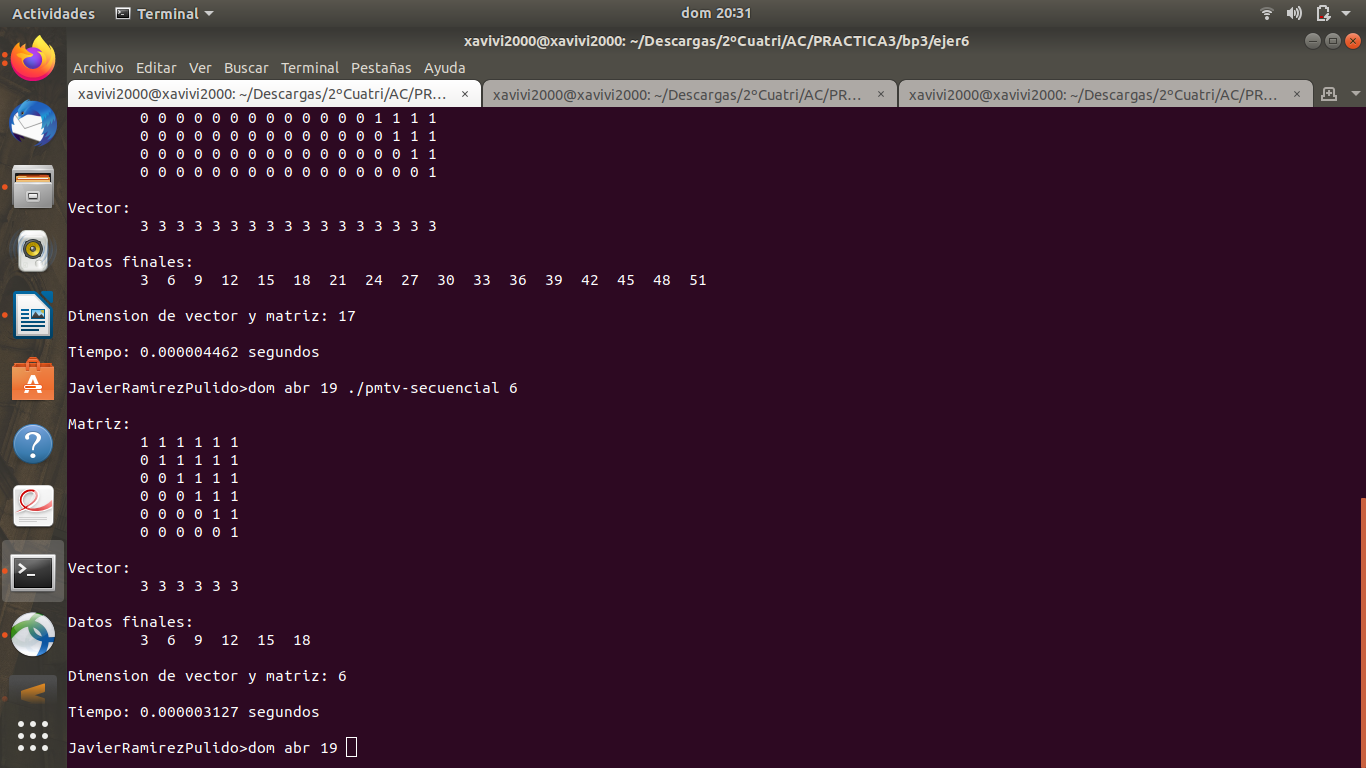 Actividades Terminal dom 20:31
xavivi2000@xavivi2000: ~/Descargas/2ºCuatri/AC/PRACTICA3/bp3/ejer6
Archivo Editar Ver Buscar Terminal Pestañas Ayuda
xavivi2000@xavivi2000: ~/Descargas/2ºCuatri/AC/PR... × xavivi2000@xavivi2000: ~/Descargas/2ºCuatri/AC/PR... × xavivi2000@xavivi2000: ~/Descargas/2ºCuatri/AC/PR... ×
0 0 0 0 0 0 0 0 0 0 0 0 0 1 1 1 1
0 0 0 0 0 0 0 0 0 0 0 0 0 0 1 1 1
0 0 0 0 0 0 0 0 0 0 0 0 0 0 0 1 1
0 0 0 0 0 0 0 0 0 0 0 0 0 0 0 0 1
Vector:
3 3 3 3 3 3 3 3 3 3 3 3 3 3 3 3 3
Datos finales:
3 6 9 12 15 18 21 24 27 30 33 36 39 42 45 48 51
Dimension de vector y matriz: 17
Tiempo: 0.000004462 segundos
JavierRamirezPulido>dom abr 19 ./pmtv-secuencial 6
Matriz:
1 1 1 1 1 1
0 1 1 1 1 1
0 0 1 1 1 1
0 0 0 1 1 1
0 0 0 0 1 1
0 0 0 0 0 1
Vector:
3 3 3 3 3 3
Datos finales:
3 6 9 12 15 18
Dimension de vector y matriz: 6
Tiempo: 0.000003127 segundos
JavierRamirezPulido>dom abr 19